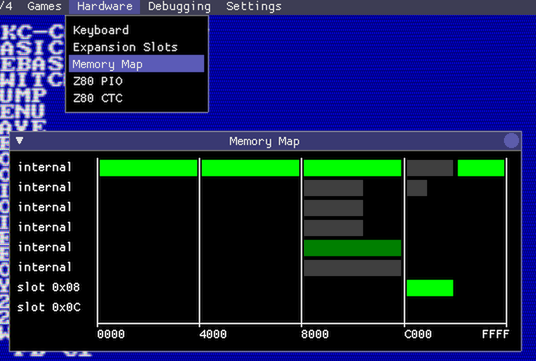 /4 Games Hardware Debugging Settings
Keyboard
Expansion Slots
Memory Map
Z80 PIO
Z80 CTC
KC-C
ASIC
EBAS
WITC
UMP
ENU
Memory Map
internal
internal
internal
internal
internal
internal
slot 0x08
slot 0x0C
0000 4000 8000 C000 FFFF